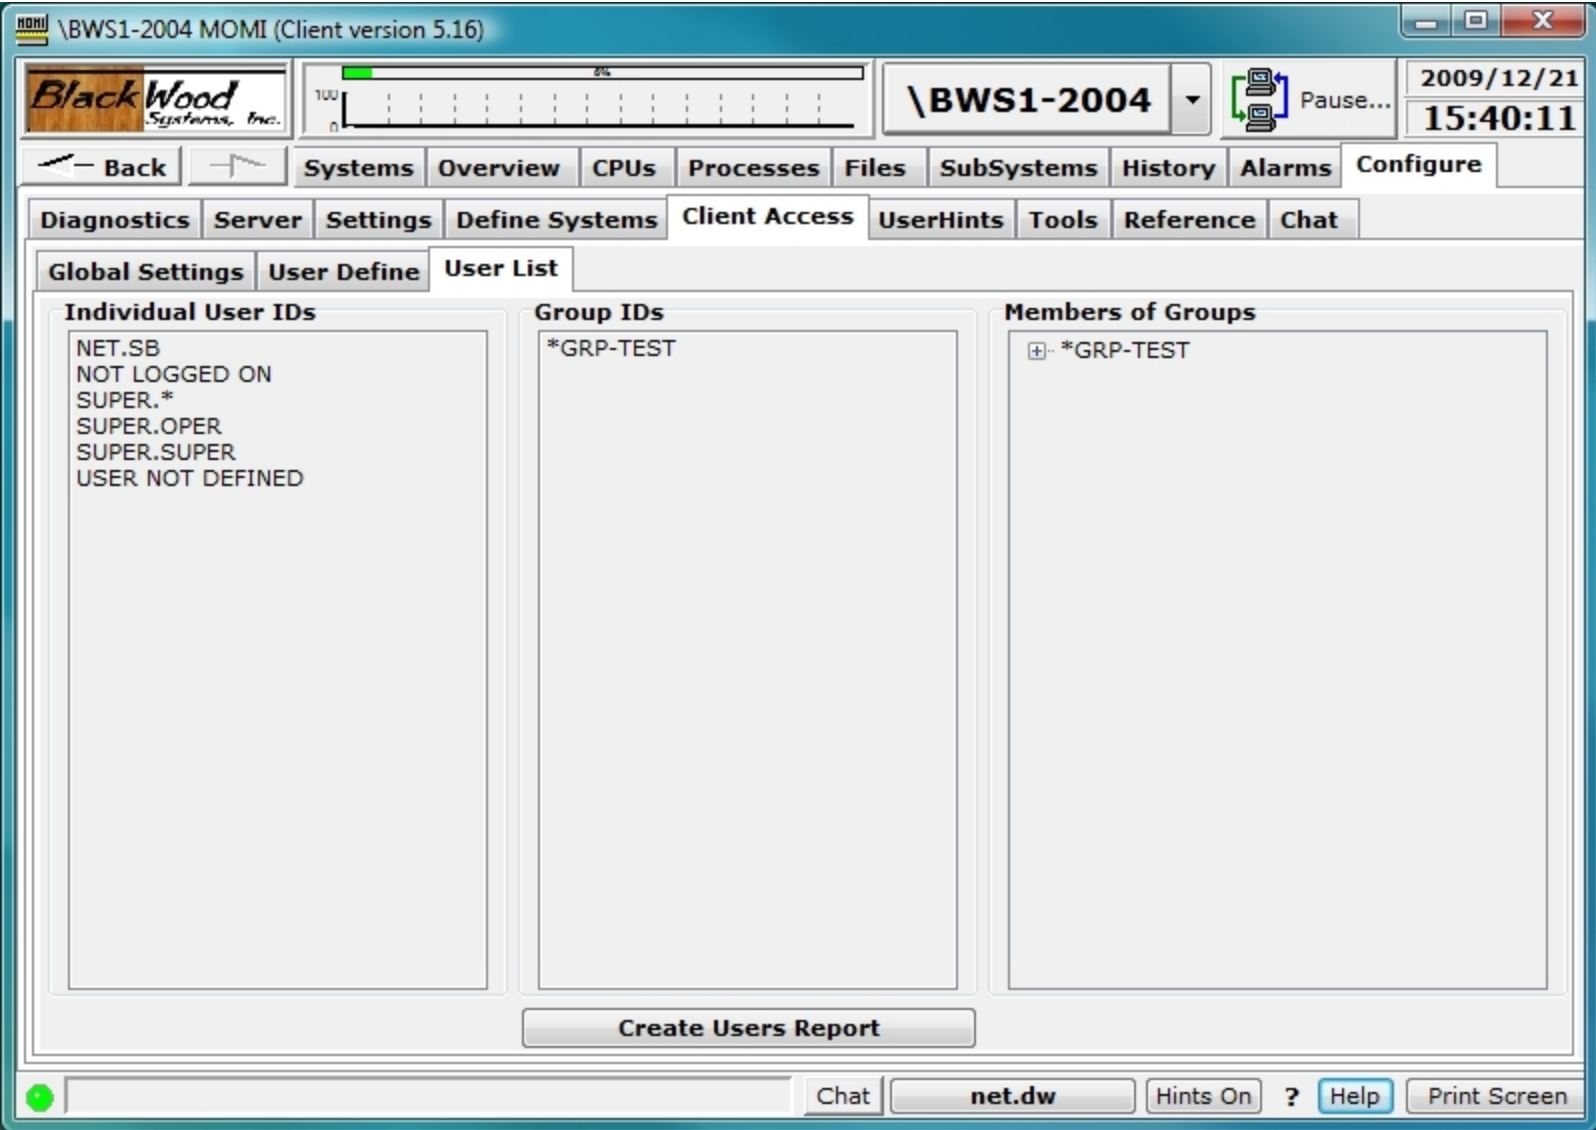 MOMI \BWS1-2004 MOMI (Client version 5.16) X
BlackWood
Systems, Inc.
6%
100
0
\BWS1-2004
Pause...
2009/12/21
15:40:11
Back Systems Overview CPUs Processes Files SubSystems History Alarms Configure
Diagnostics Server Settings Define Systems Client Access UserHints Tools Reference Chat
Global Settings User Define User List
Individual User IDs
NET.SB
NOT LOGGED ON
SUPER.*
SUPER.OPER
SUPER.SUPER
USER NOT DEFINED
Group IDs
*GRP-TEST
Members of Groups
*GRP-TEST
Create Users Report
Chat net.dw Hints On ? Help Print Screen